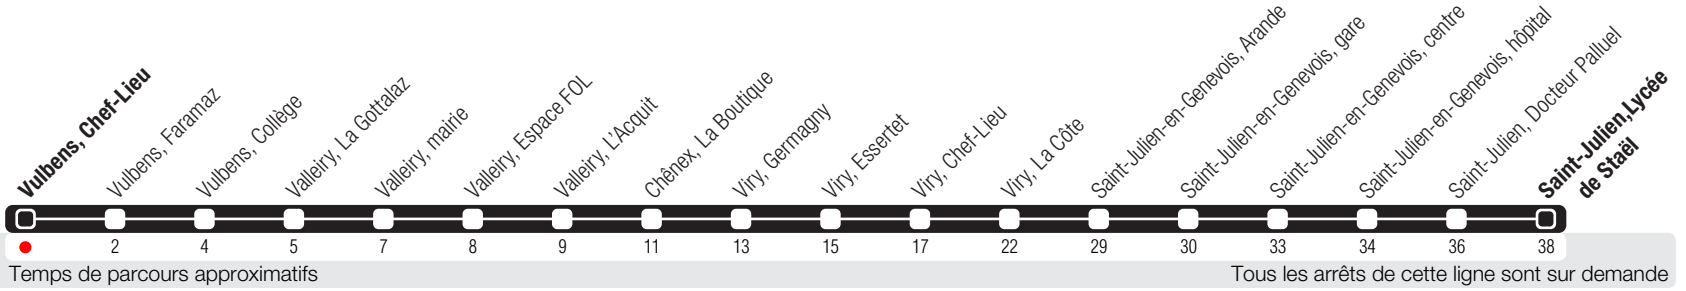 Vulbens, Chef-Lieu
Vulbens, Faramaz
Vulbens, Collège
Valleiry, La Gottalaz
Valleiry, mairie
Valleiry, Espace FOL
Valleiry, L'Acquit
Chênex, La Boutique
Viry, Germagny
Viry, Essertet
Viry, Chef-Lieu
Viry, La Côte
Saint-Julien-en-Genevois, Arande
Saint-Julien-en-Genevois, gare
Saint-Julien-en-Genevois, centre
Saint-Julien-en-Genevois, hôpital
Saint-Julien, Docteur Palluel
Saint-Julien,Lycée
de Staël
2 4 5 7 8 9 11 13 15 17 22 29 30 33 34 36 38
Temps de parcours approximatifs
Tous les arrêts de cette ligne sont sur demande